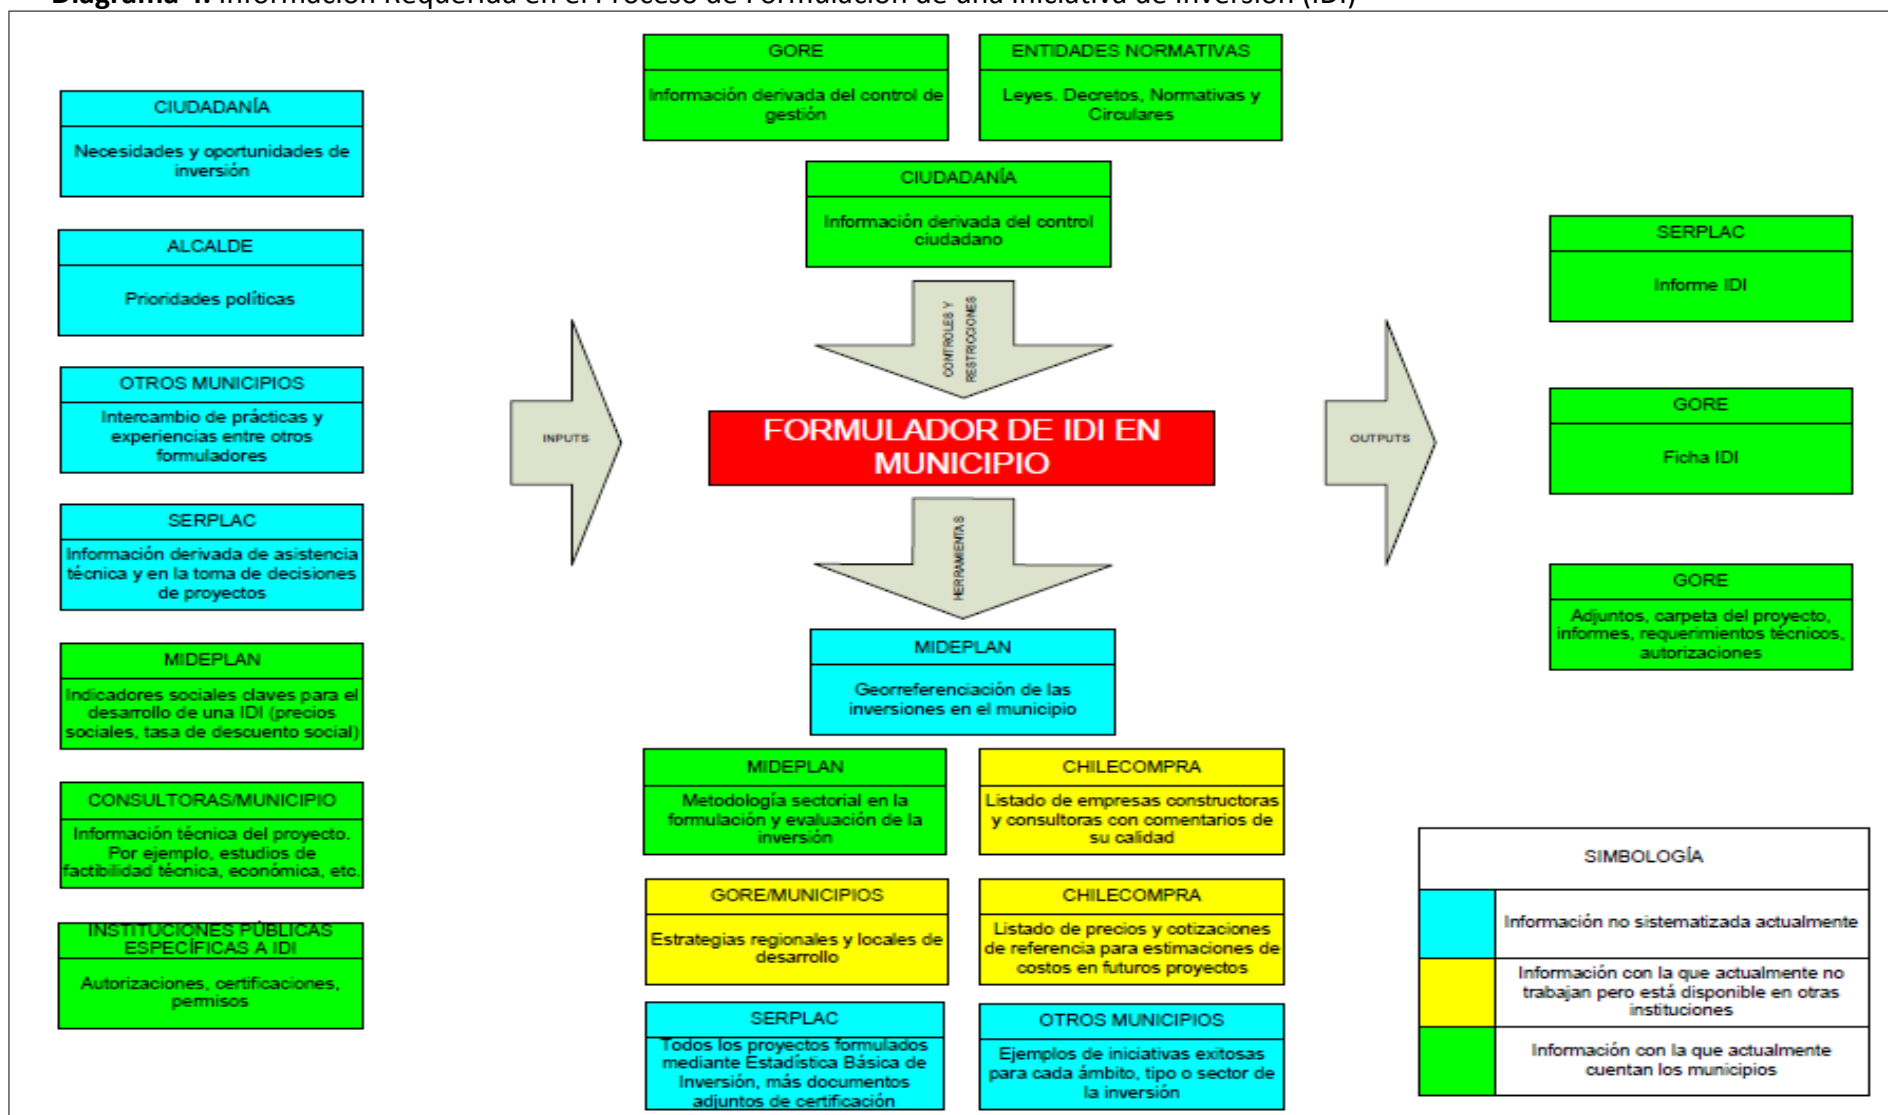 Diagrama 4. Información Requerida en el Proceso de Formulación de una Iniciativa de Inversión (IDI)
GORE
Información derivada del control de
gestión
ENTIDADES NORMATIVAS
Leyes. Decretos, Normativas y
Circulares
CIUDADANÍA
Información derivada del control
ciudadano
CIUDADANÍA
Necesidades y oportunidades de
inversión
ALCALDE
Prioridades políticas
OTROS MUNICIPIOS
Intercambio de prácticas y
experiencias entre otros
formuladores
SERPLAC
Información derivada de asistencia
técnica y en la toma de decisiones
de proyectos
MIDEPLAN
Indicadores sociales claves para el
desarrollo de una IDI (precios
sociales, tasa de descuento social)
CONSULTORAS/MUNICIPIO
Información técnica del proyecto.
Por ejemplo, estudios de
factibilidad técnica, económica, etc.
INSTITUCIONES PÚBLICAS
ESPECÍFICAS A IDI
Autorizaciones, certificaciones,
permisos
INPUTS
CONTROLES Y
RESTRICCIONES
FORMULADOR DE IDI EN
MUNICIPIO
HERRAMIENTAS
OUTPUTS
MIDEPLAN
Georreferenciación de las
inversiones en el municipio
MIDEPLAN
Metodología sectorial en la
formulación y evaluación de la
inversión
CHILECOMPRA
Listado de empresas constructoras
y consultoras con comentarios de
su calidad
GORE/MUNICIPIOS
Estrategias regionales y locales de
desarrollo
CHILECOMPRA
Listado de precios y cotizaciones
de referencia para estimaciones de
costos en futuros proyectos
SERPLAC
Todos los proyectos formulados
mediante Estadística Básica de
Inversión, más documentos
adjuntos de certificación
OTROS MUNICIPIOS
Ejemplos de iniciativas exitosas
para cada ámbito, tipo o sector de
la inversión
SERPLAC
Informe IDI
GORE
Ficha IDI
GORE
Adjuntos, carpeta del proyecto,
informes, requerimientos técnicos,
autorizaciones
SIMBOLOGÍA
Información no sistematizada actualmente
Información con la que actualmente no
trabajan pero está disponible en otras
instituciones
Información con la que actualmente
cuentan los municipios